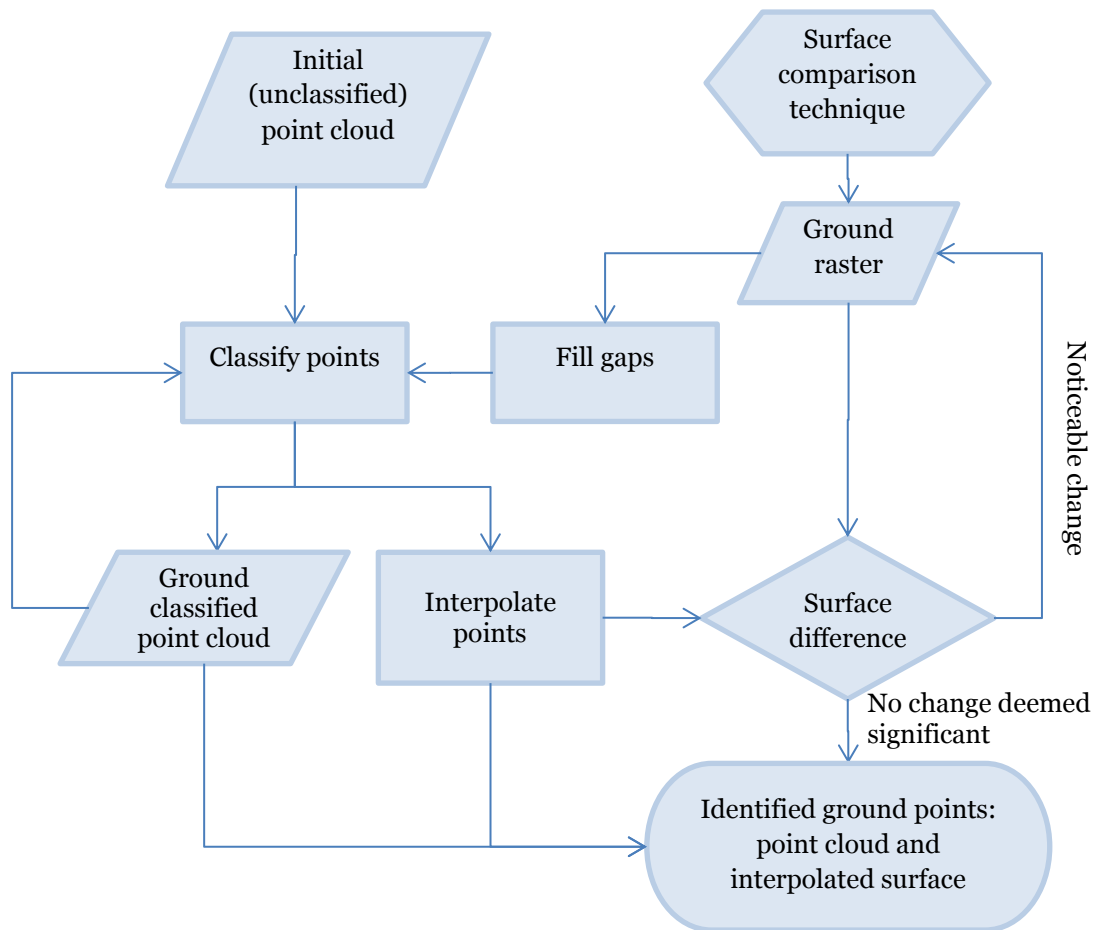 Initial
(unclassified)
point cloud
Surface
comparison
technique
Ground
raster
Classify points
Fill gaps
Noticeable change
Ground
classified
point cloud
Interpolate
points
Surface
difference
No change deemed
significant
Identified ground points:
point cloud and
interpolated surface